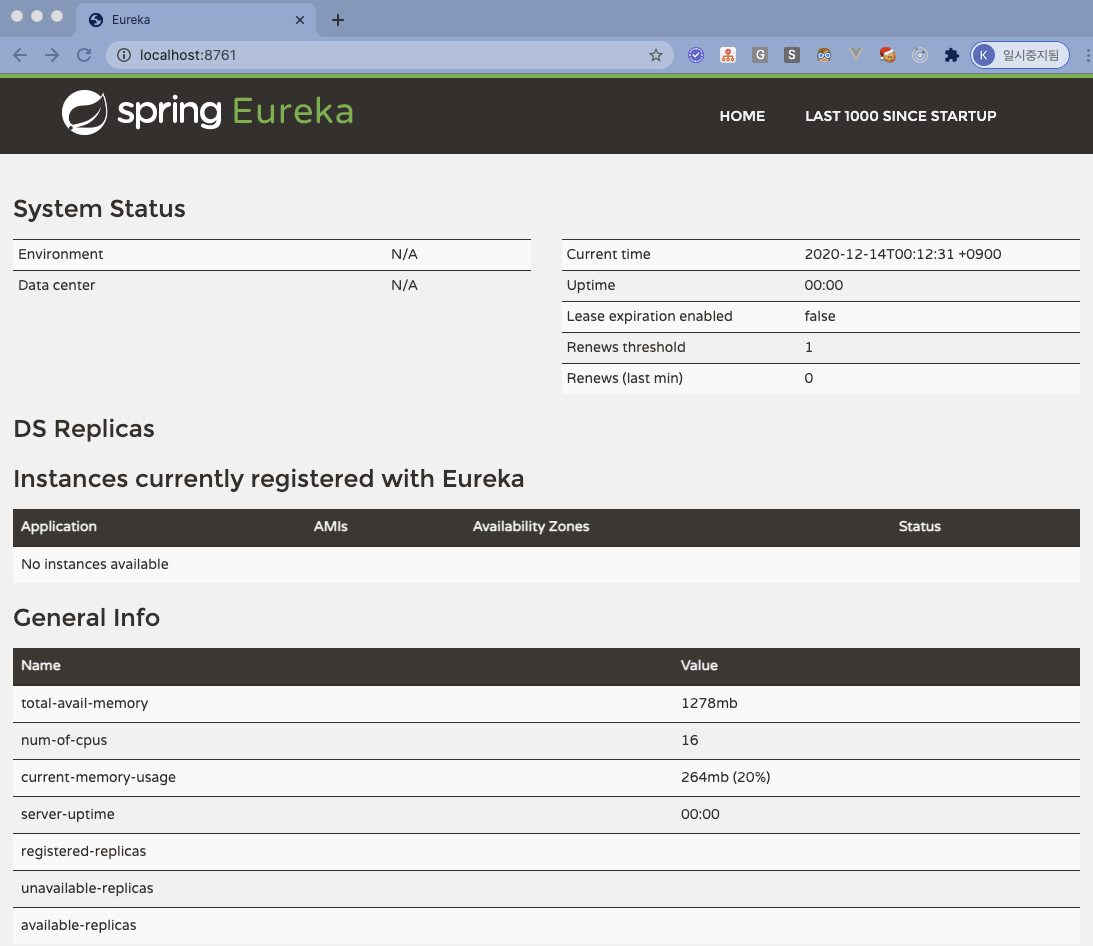 Eureka
localhost:8761
G
S
K 일시중지됨
spring Eureka
HOME LAST 1000 SINCE STARTUP
System Status
Environment N/A
Data center N/A
Current time 2020-12-14T00:12:31 +0900
Uptime 00:00
Lease expiration enabled false
Renews threshold 1
Renews (last min) 0
DS Replicas
Instances currently registered with Eureka
Application AMIs Availability Zones Status
No instances available
General Info
Name Value
total-avail-memory 1278mb
num-of-cpus 16
current-memory-usage 264mb (20%)
server-uptime 00:00
registered-replicas
unavailable-replicas
available-replicas